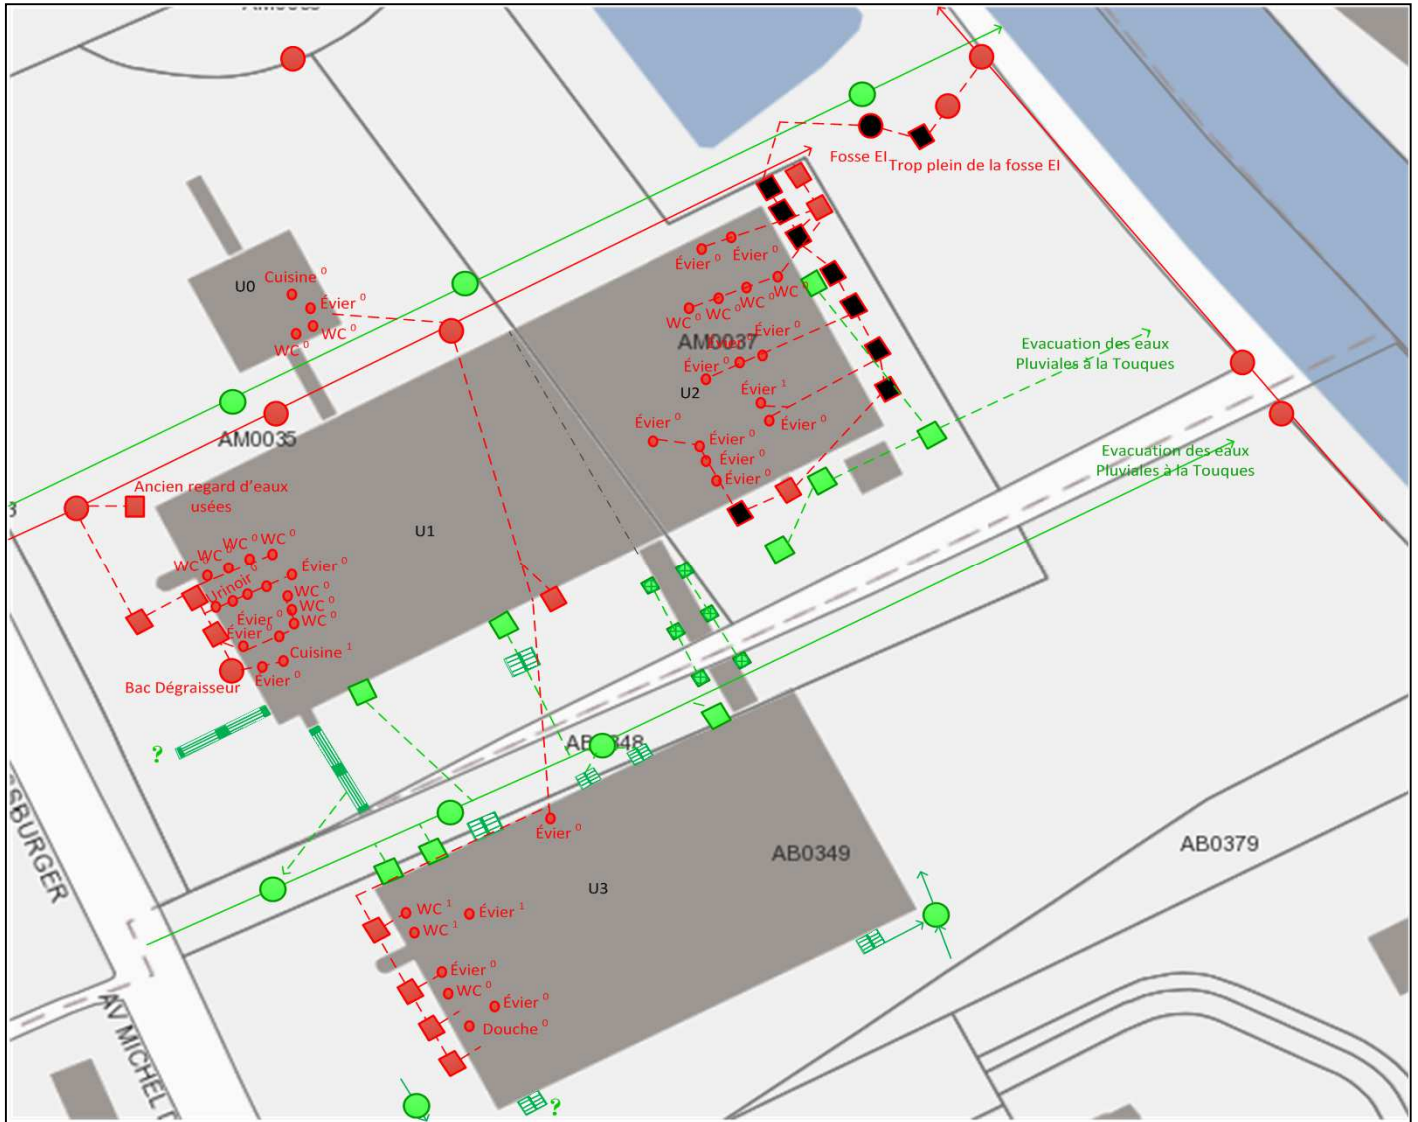 Fosse EI
Trop plein de la fosse EI
Cuisine ⁰
U0
Évier ⁰
WC ⁰
WC ⁰
Évier ⁰
Évier ⁰
WC ⁰
WC ⁰
WC ⁰
WC ⁰
Évier ⁰
AM0037
Évier ⁰
U2
Évier ¹
Évier ⁰
Évier ⁰
Évier ⁰
Évier ⁰
Évier ⁰
Evacuation des eaux
Pluviales à la Touques
Evacuation des eaux
Pluviales à la Touques
AM0035
Ancien regard d'eaux
usées
3
U1
WC ⁰
WC ⁰
WC ⁰
WC ⁰
Urinoir ⁰
Évier ⁰
WC ⁰
WC ⁰
WC ⁰
Évier ⁰
Évier ⁰
Cuisine ¹
Évier ⁰
Bac Dégraisseur
?
Évier ⁰
AB0349
AB0379
U3
WC ¹
Évier ¹
WC ¹
Évier ⁰
WC ⁰
Évier ⁰
Douche ⁰
?
SBURGER
AV MICHEL